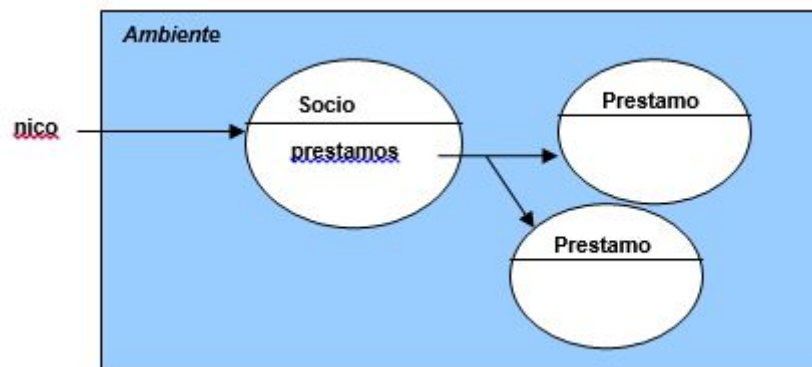 Ambiente
Socio
Prestamo
nico
prestamos
Prestamo